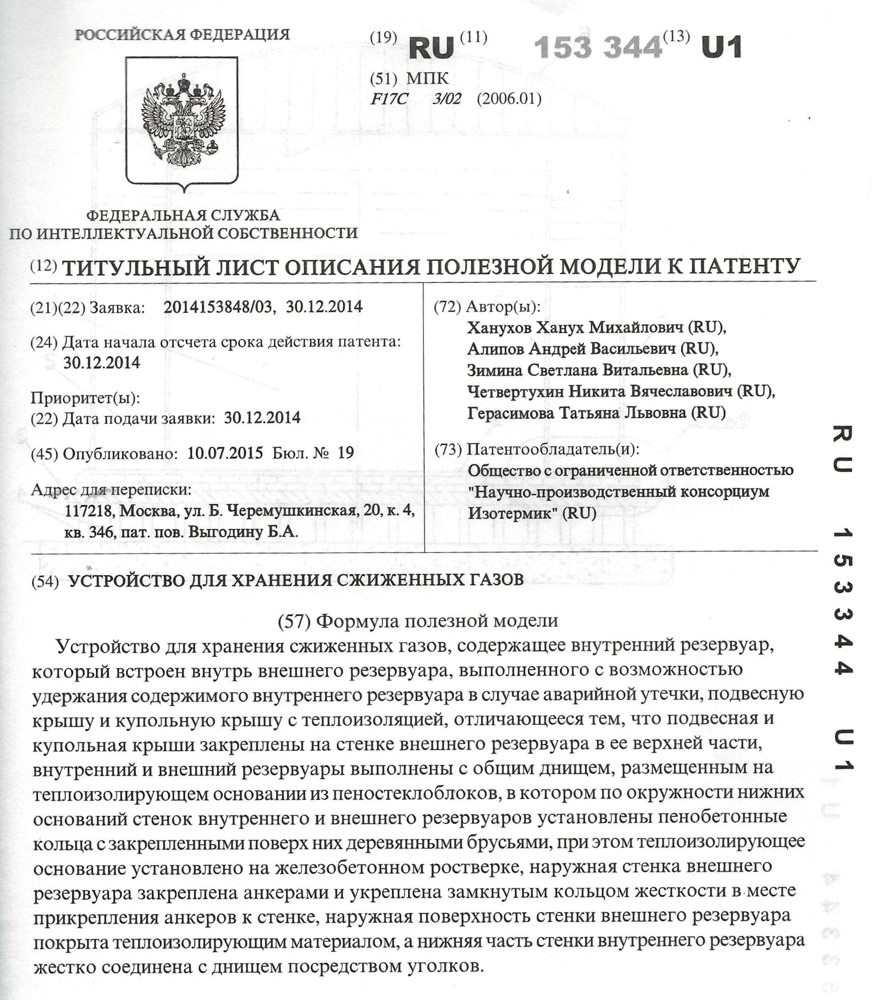 РОССИЙСКАЯ ФЕДЕРАЦИЯ
(19) RU (11) 153 344 (13) U1
(51) МПК
F17C 3/02 (2006.01)
ФЕДЕРАЛЬНАЯ СЛУЖБА
ПО ИНТЕЛЛЕКТУАЛЬНОЙ СОБСТВЕННОСТИ
(12) ТИТУЛЬНЫЙ ЛИСТ ОПИСАНИЯ ПОЛЕЗНОЙ МОДЕЛИ К ПАТЕНТУ
(21)(22) Заявка: 2014153848/03, 30.12.2014
(24) Дата начала отсчета срока действия патента:
30.12.2014
Приоритет(ы):
(22) Дата подачи заявки: 30.12.2014
(45) Опубликовано: 10.07.2015 Бюл. № 19
Адрес для переписки:
117218, Москва, ул. Б. Черемушкинская, 20, к. 4,
кв. 346, пат. пов. Выгодину Б.А.
(72) Автор(ы):
Ханухов Ханух Михайлович (RU),
Алипов Андрей Васильевич (RU),
Зимина Светлана Витальевна (RU),
Четвертухин Никита Вячеславович (RU),
Герасимова Татьяна Львовна (RU)
(73) Патентообладатель(и):
Общество с ограниченной ответственностью
"Научно-производственный консорциум
Изотермик" (RU)
(54) УСТРОЙСТВО ДЛЯ ХРАНЕНИЯ СЖИЖЕННЫХ ГАЗОВ
(57) Формула полезной модели
Устройство для хранения сжиженных газов, содержащее внутренний резервуар,
который встроен внутрь внешнего резервуара, выполненного с возможностью
удержания содержимого внутреннего резервуара в случае аварийной утечки, подвесную
крышу и купольную крышу с теплоизоляцией, отличающееся тем, что подвесная и
купольная крыши закреплены на стенке внешнего резервуара в ее верхней части,
внутренний и внешний резервуары выполнены с общим днищем, размещенным на
теплоизолирующем основании из пеностеклоблоков, в котором по окружности нижних
оснований стенок внутреннего и внешнего резервуаров установлены пенобетонные
кольца с закрепленными поверх них деревянными брусьями, при этом теплоизолирующее
основание установлено на железобетонном ростверке, наружная стенка внешнего
резервуара закреплена анкерами и укреплена замкнутым кольцом жесткости в месте
прикрепления анкеров к стенке, наружная поверхность стенки внешнего резервуара
покрыта теплоизолирующим материалом, а нижняя часть стенки внутреннего резервуара
жестко соединена с днищем посредством уголков.
RU 153344 U1